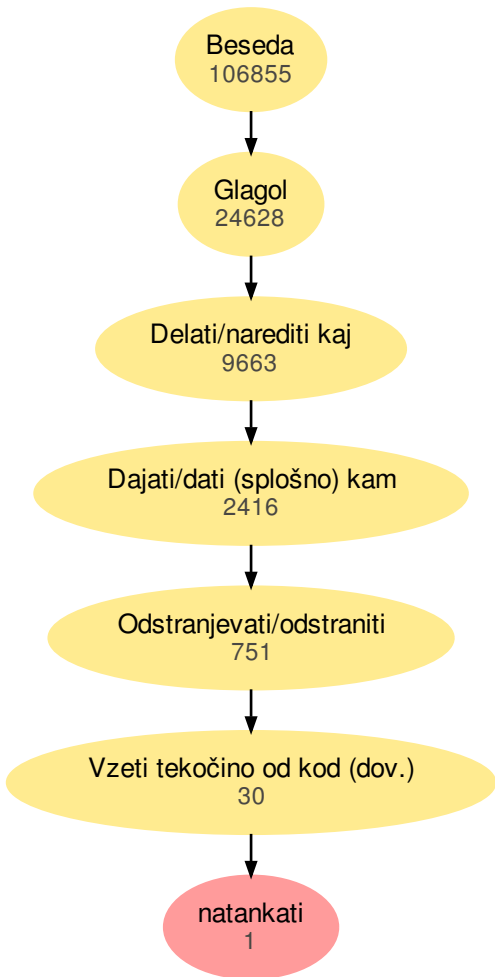 Beseda
106855
Glagol
24628
Delati/narediti kaj
9663
Dajati/dati (splošno) kam
2416
Odstranjevati/odstraniti
751
Vzeti tekočino od kod (dov.)
30
natankati
1